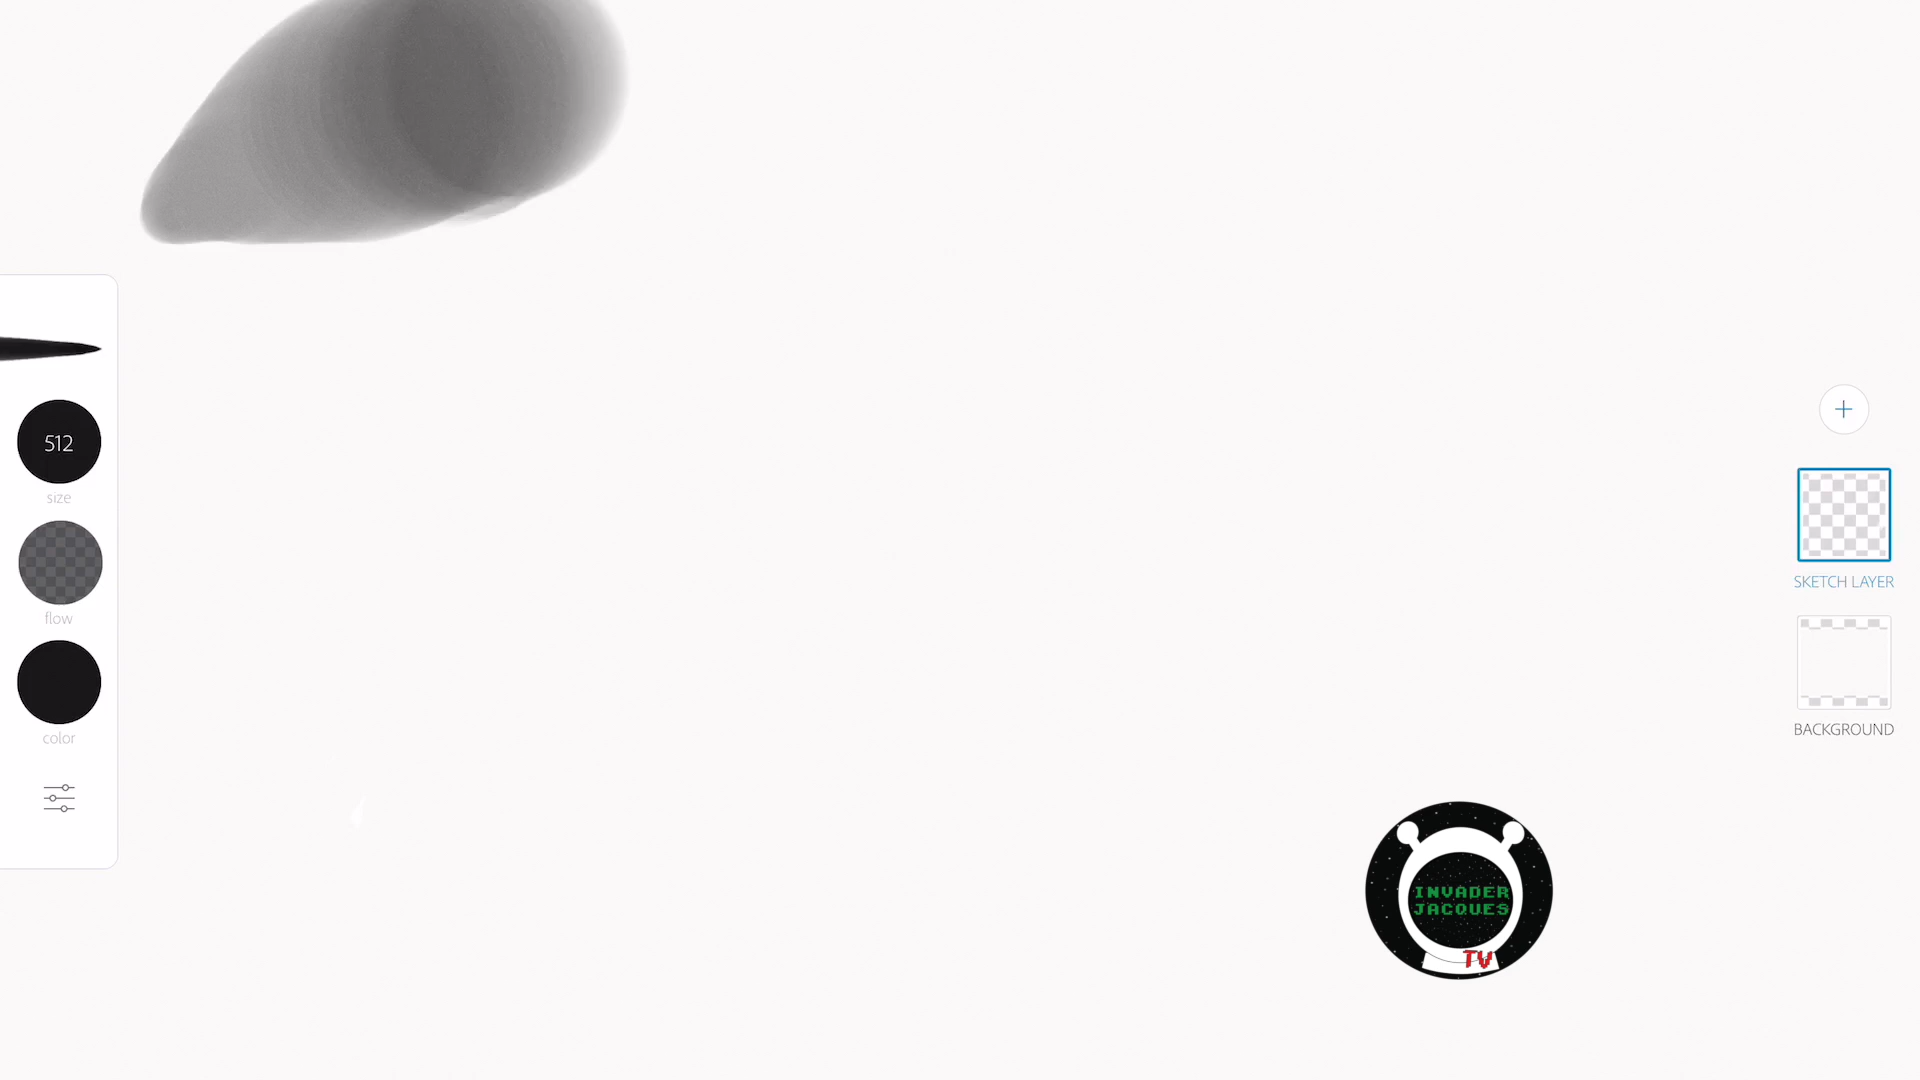 512
size
flow
color
SKETCH LAYER
BACKGROUND
INVADER
JACQUES
TV